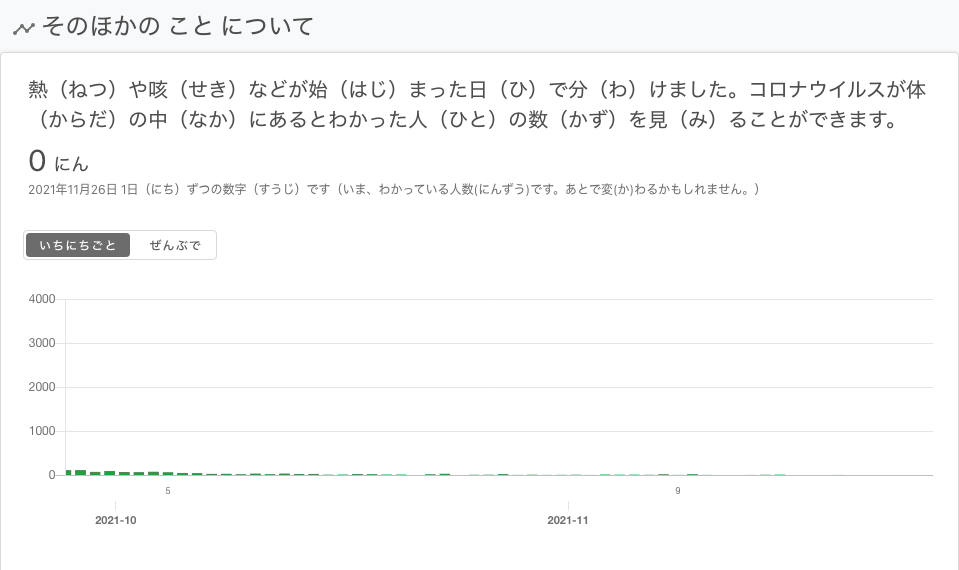 そのほかの こと について
熱（ねつ）や咳（せき）などが始（はじ）まった日（ひ）で分（わ）けました。コロナウイルスが体
（からだ）の中（なか）にあるとわかった人（ひと）の数（かず）を見（み）ることができます。
0 にん
2021年11月26日 1日（にち）ずつの数字（すうじ）です（いま、わかっている人数(にんずう)です。あとで変(か)わるかもしれません。）
いちにちごと ぜんぶで
4000
3000
2000
1000
0
5 9
2021-10 2021-11